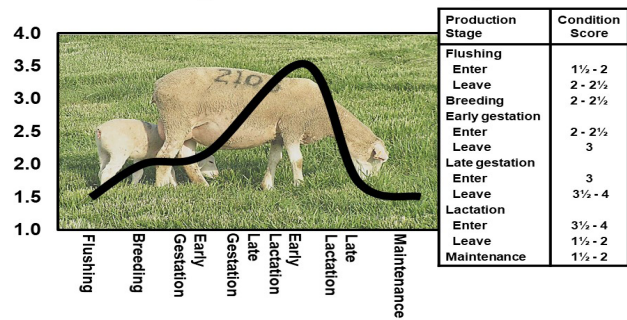 4.0
3.5
3.0
2.5
2.0
1.5
1.0
Flushing
Breeding
Early
Gestation
Late
Gestation
Early
Lactation
Late
Lactation
Maintenance
Production Condition
Stage Score
Flushing
Enter 1½ - 2
Leave 2 - 2½
Breeding 2 - 2½
Early gestation
Enter 2 - 2½
Leave 3
Late gestation
Enter 3
Leave 3½ - 4
Lactation
Enter 3½ - 4
Leave 1½ - 2
Maintenance 1½ - 2